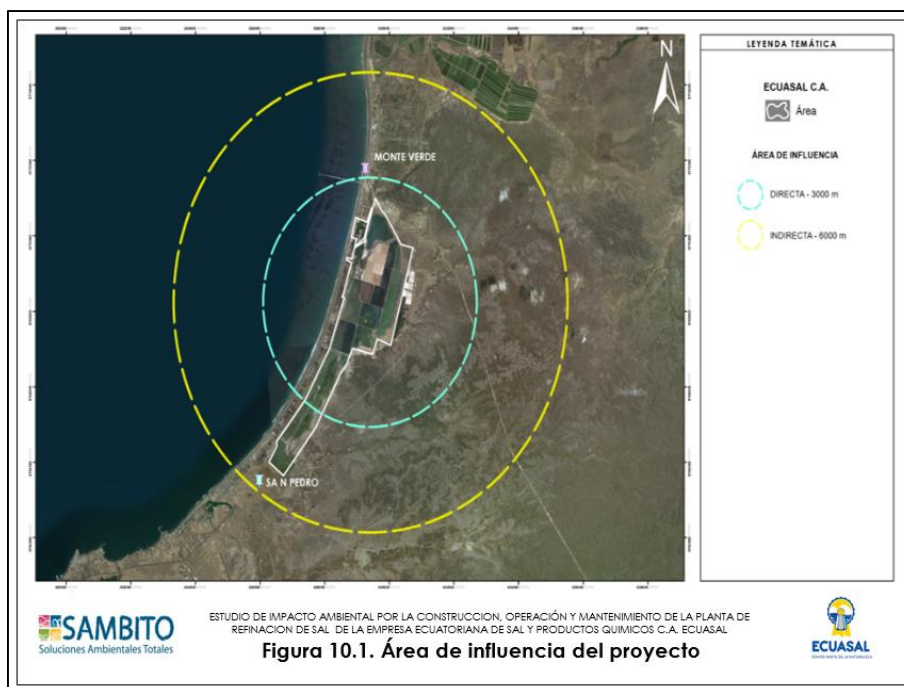 LEYENDA TEMÁTICA
ECUASAL C.A.
Área
ÁREA DE INFLUENCIA
DIRECTA - 3000 m
INDIRECTA - 6000 m
N
MONTE VERDE
SA N PEDRO
SAMBITO
Soluciones Ambientales Totales
ESTUDIO DE IMPACTO AMBIENTAL POR LA CONSTRUCCION, OPERACIÓN Y MANTENIMIENTO DE LA PLANTA DE
REFINACION DE SAL DE LA EMPRESA ECUATORIANA DE SAL Y PRODUCTOS QUIMICOS C.A. ECUASAL
Figura 10.1. Área de influencia del proyecto
ECUASAL